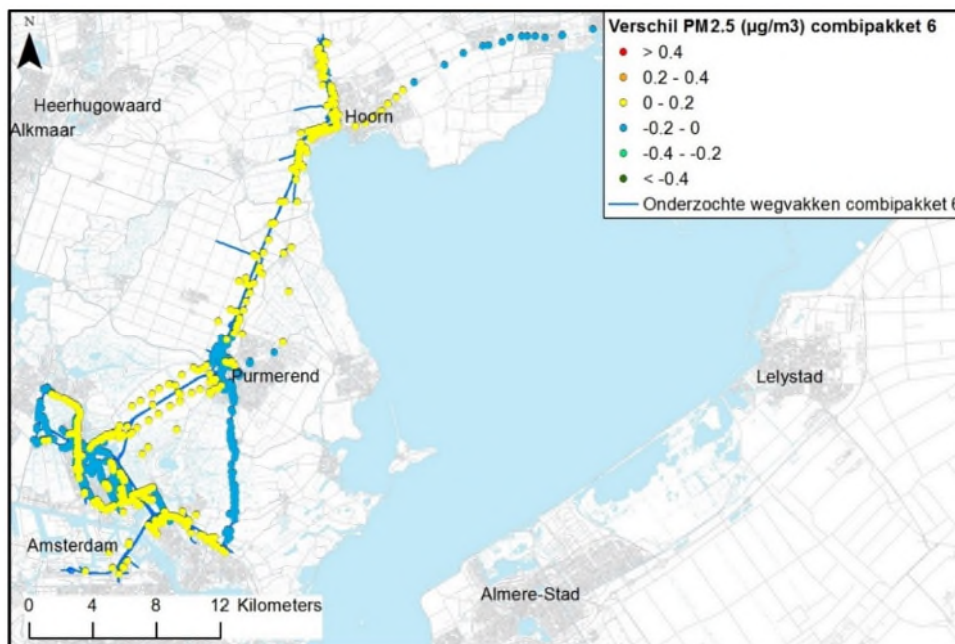 N
Verschil PM2.5 (µg/m3) combipakket 6
> 0.4
0.2 - 0.4
0 - 0.2
-0.2 - 0
-0.4 - -0.2
< -0.4
Onderzochte wegvakken combipakket 6
Heerhugowaard
Alkmaar
Hoorn
Purmerend
Lelystad
Amsterdam
Almere-Stad
0 4 8 12 Kilometers